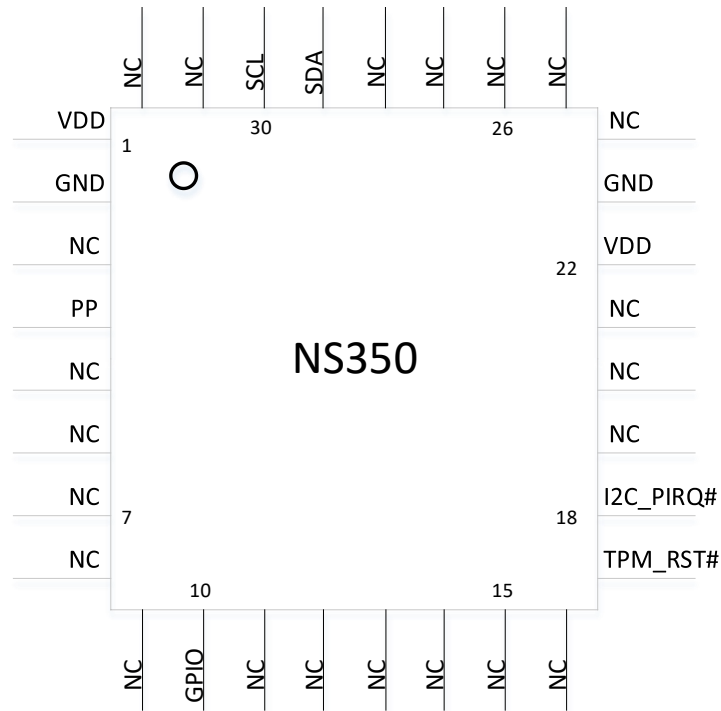 NC
NC
SCL
SDA
NC
NC
NC
NC
VDD
1
30
26
NC
GND
GND
NC
VDD
22
PP
NC
NS350
NC
NC
NC
NC
NC
7
18
I2C_PIRQ#
NC
TPM_RST#
10
15
NC
GPIO
NC
NC
NC
NC
NC
NC